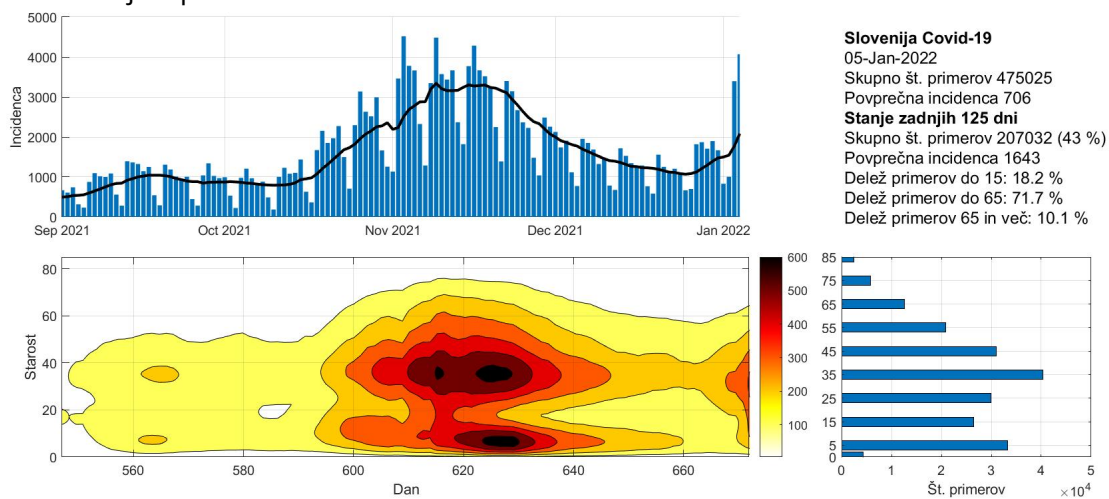 5000
4000
3000
2000
1000
0
Incidenca
Sep 2021 Oct 2021 Nov 2021 Dec 2021 Jan 2022
Slovenija Covid-19
05-Jan-2022
Skupno št. primerov 475025
Povprečna incidenca 706
Stanje zadnjih 125 dni
Skupno št. primerov 207032 (43 %)
Povprečna incidenca 1643
Delež primerov do 15: 18.2 %
Delež primerov do 65: 71.7 %
Delež primerov 65 in več: 10.1 %
80
60
40
20
0
Starost
560 580 600 620 640 660
Dan
600
500
400
300
200
100
85
75
65
55
45
35
25
15
5
0
0 1 2 3 4 5
Št. primerov ×10^4